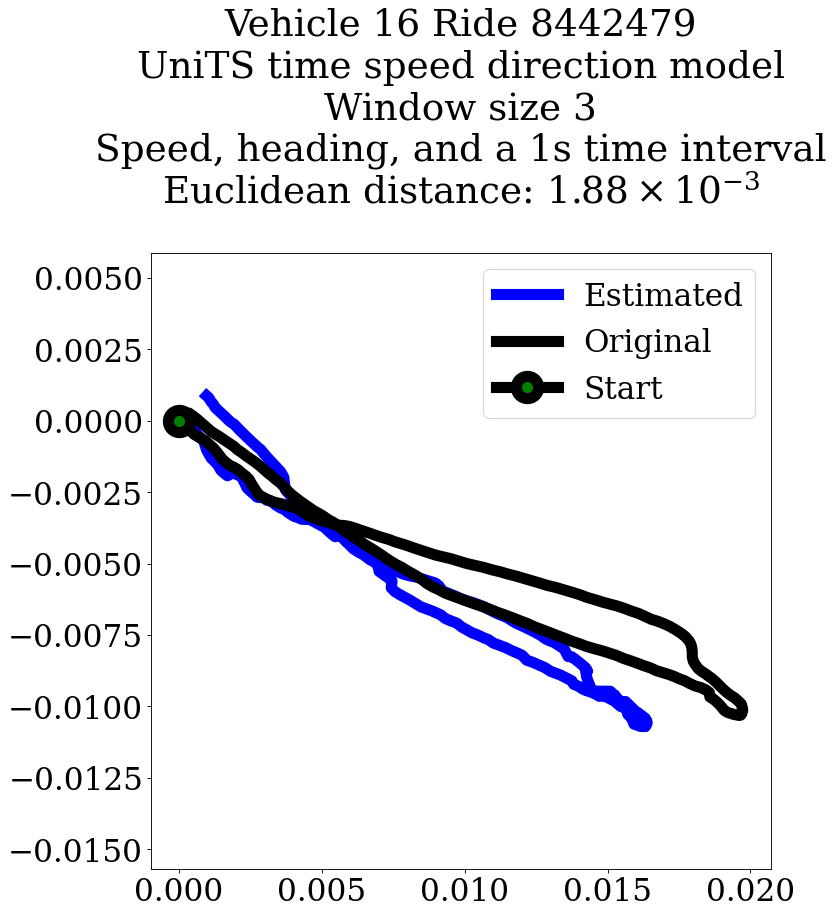 Vehicle 16 Ride 8442479
UniTS time speed direction model
Window size 3
Speed, heading, and a 1s time interval
Euclidean distance: 1.88 × 10⁻³
Estimated
Original
Start
0.0050
0.0025
0.0000
−0.0025
−0.0050
−0.0075
−0.0100
−0.0125
−0.0150
0.000 0.005 0.010 0.015 0.020